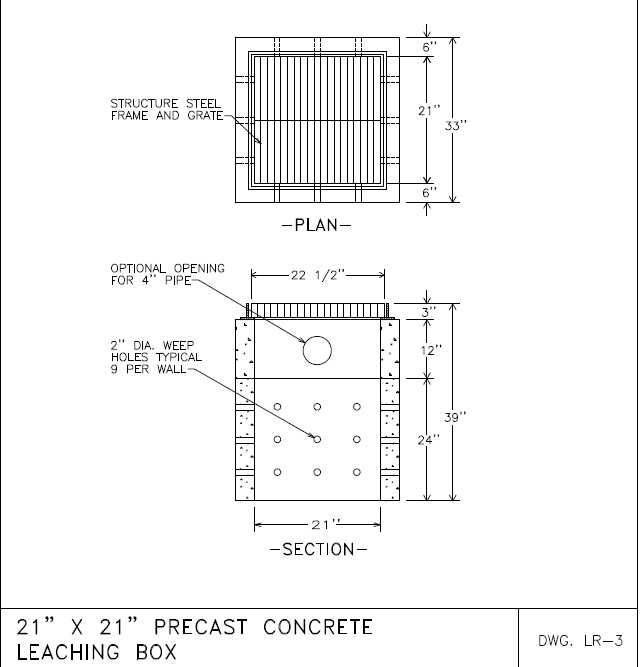 6"
STRUCTURE STEEL
FRAME AND GRATE
21"
33"
6"
-PLAN-
OPTIONAL OPENING
FOR 4" PIPE
22 1/2"
3"
2" DIA. WEEP
HOLES TYPICAL
9 PER WALL
12"
39"
24"
21"
-SECTION-
21" X 21" PRECAST CONCRETE
LEACHING BOX
DWG. LR-3